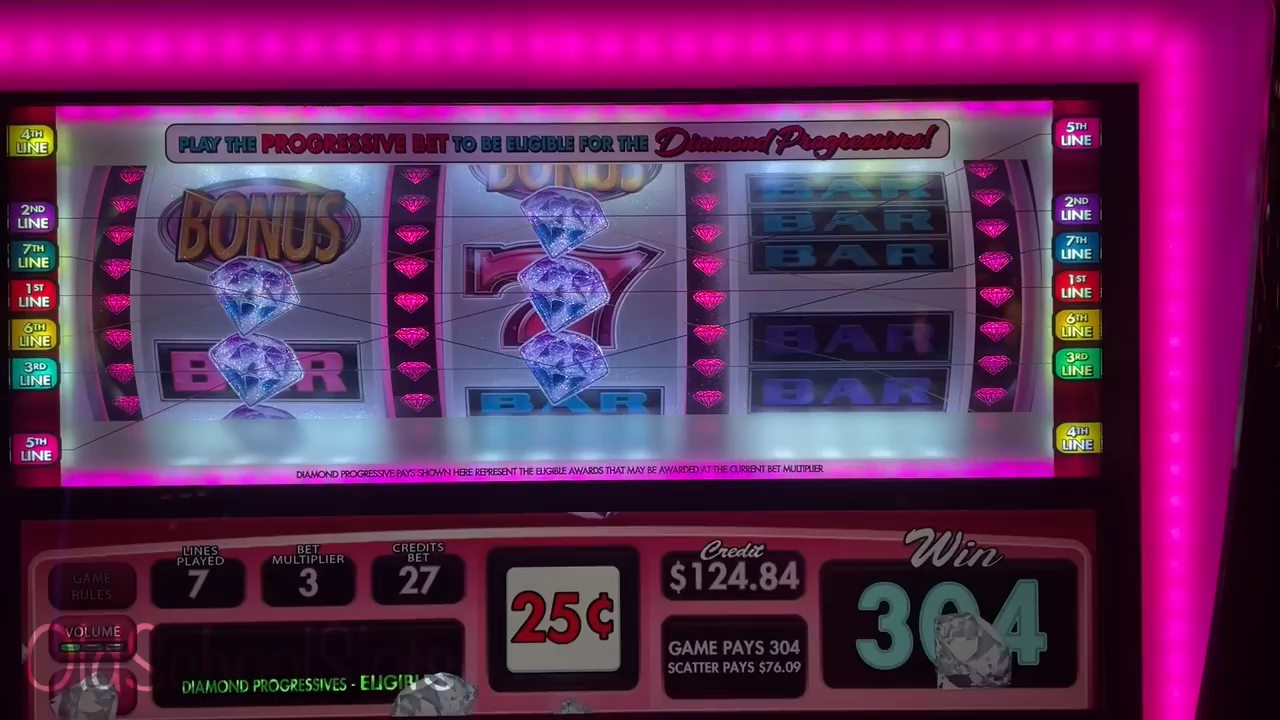 PLAY THE PROGRESSIVE BET TO BE ELIGIBLE FOR THE Diamond Progressives!
4TH LINE
2ND LINE
7TH LINE
1ST LINE
6TH LINE
3RD LINE
5TH LINE
5TH LINE
2ND LINE
7TH LINE
1ST LINE
6TH LINE
3RD LINE
4TH LINE
BONUS
BAR
BONUS
7
BAR
BAR
BAR
BAR
BAR
BAR
DIAMOND PROGRESSIVE PAYS SHOWN HERE REPRESENT THE ELIGIBLE AWARDS THAT MAY BE AWARDED AT THE CURRENT BET MULTIPLIER
GAME RULES
VOLUME
LINES PLAYED
7
BET MULTIPLIER
3
CREDITS BET
27
DIAMOND PROGRESSIVES -
25¢
Credit
$124.84
GAME PAYS 304
SCATTER PAYS $76.09
Win
304